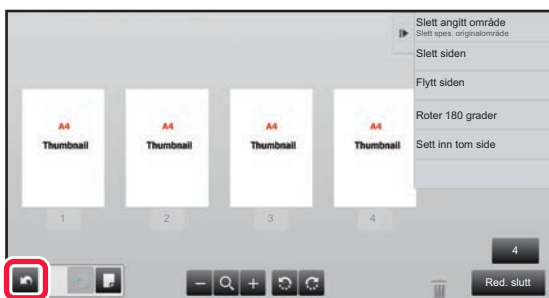 Slett angitt område
Slett spes. originalområde
Slett siden
Flytt siden
Roter 180 grader
Sett inn tom side
A4
Thumbnail
A4
Thumbnail
A4
Thumbnail
A4
Thumbnail
1
2
3
4
4
Red. slutt